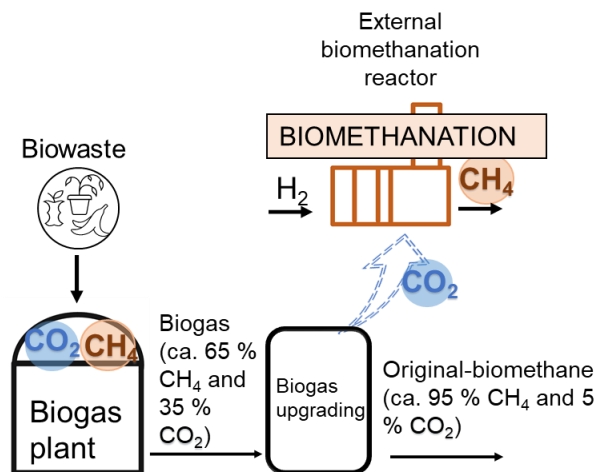 External
biomethanation
reactor
BIOMETHANATION
Biowaste
H₂
CH₄
CO₂
CO₂
CH₄
Biogas
plant
Biogas
(ca. 65 %
CH₄ and
35 %
CO₂)
Biogas
upgrading
Original-biomethane
(ca. 95 % CH₄ and 5
% CO₂)